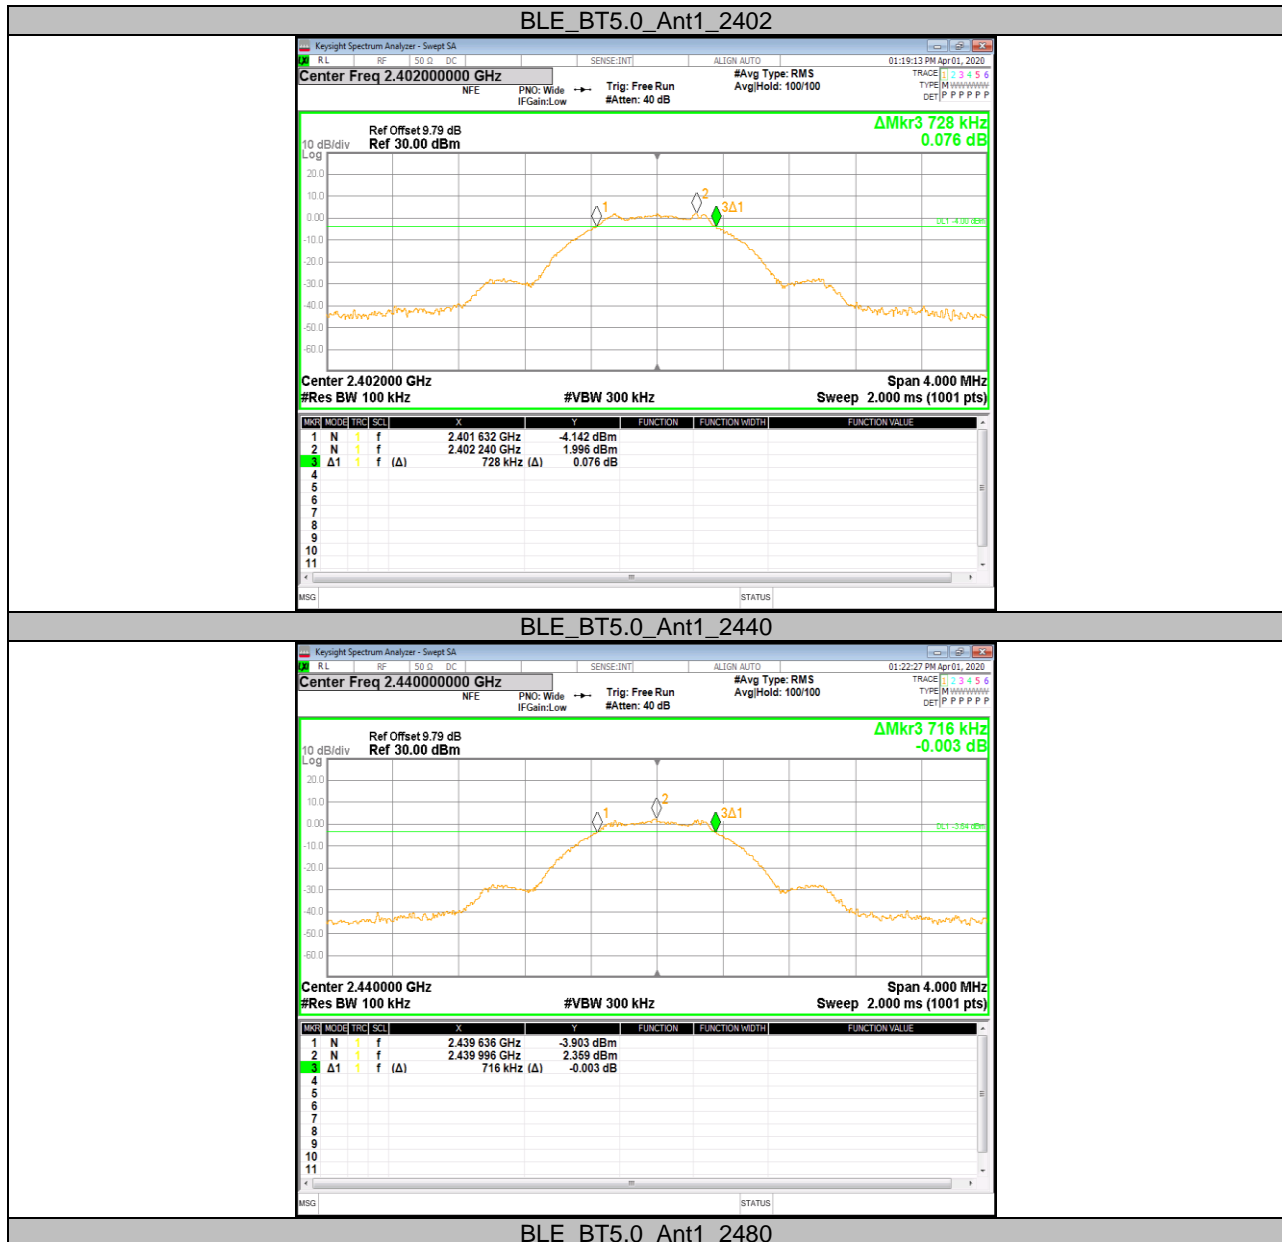 BLE_BT5.0_Ant1_2402
Keysight Spectrum Analyzer - Swept SA
RL RF 50 Ω DC SENSE:INT ALIGN AUTO 01:19:13 PM Apr 01, 2020
Center Freq 2.402000000 GHz #Avg Type: RMS TRACE 1 2 3 4 5 6
NFE PNO: Wide Trig: Free Run Avg|Hold: 100/100 TYPE M WWWWW
IFGain:Low #Atten: 40 dB DET P P P P P P
ΔMkr3 728 kHz
0.076 dB
Ref Offset 9.79 dB
10 dB/div Ref 30.00 dBm
Log
20.0
10.0
0.00
-10.0
-20.0
-30.0
-40.0
-50.0
-60.0
1
2
3Δ1
DL1 -4.00 dBm
Center 2.402000 GHz Span 4.000 MHz
#Res BW 100 kHz #VBW 300 kHz Sweep 2.000 ms (1001 pts)
MKR MODE TRC SCL X Y FUNCTION FUNCTION WIDTH FUNCTION VALUE
1 N 1 f 2.401 632 GHz -4.142 dBm
2 N 1 f 2.402 240 GHz 1.996 dBm
3 Δ1 1 f (Δ) 728 kHz (Δ) 0.076 dB
4
5
6
7
8
9
10
11
MSG STATUS
BLE_BT5.0_Ant1_2440
Keysight Spectrum Analyzer - Swept SA
RL RF 50 Ω DC SENSE:INT ALIGN AUTO 01:22:27 PM Apr 01, 2020
Center Freq 2.440000000 GHz #Avg Type: RMS TRACE 1 2 3 4 5 6
NFE PNO: Wide Trig: Free Run Avg|Hold: 100/100 TYPE M WWWWW
IFGain:Low #Atten: 40 dB DET P P P P P P
ΔMkr3 716 kHz
-0.003 dB
Ref Offset 9.79 dB
10 dB/div Ref 30.00 dBm
Log
20.0
10.0
0.00
-10.0
-20.0
-30.0
-40.0
-50.0
-60.0
1
2
3Δ1
DL1 -3.64 dBm
Center 2.440000 GHz Span 4.000 MHz
#Res BW 100 kHz #VBW 300 kHz Sweep 2.000 ms (1001 pts)
MKR MODE TRC SCL X Y FUNCTION FUNCTION WIDTH FUNCTION VALUE
1 N 1 f 2.439 636 GHz -3.903 dBm
2 N 1 f 2.439 996 GHz 2.359 dBm
3 Δ1 1 f (Δ) 716 kHz (Δ) -0.003 dB
4
5
6
7
8
9
10
11
MSG STATUS
BLE_BT5.0_Ant1_2480